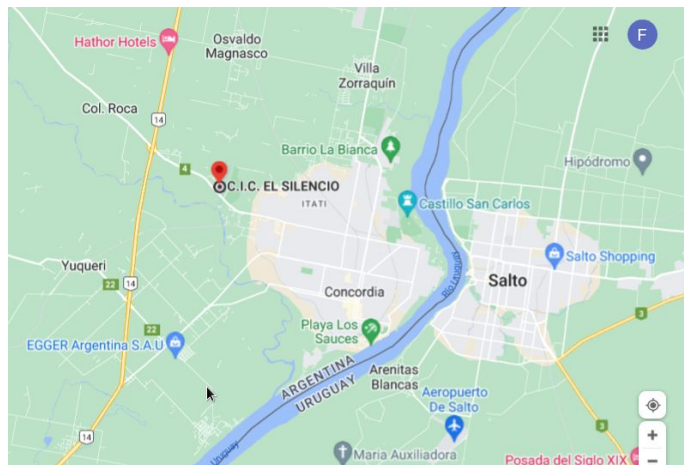 Hathor Hotels
Osvaldo
Magnasco
F
Villa
Zorraquín
Col. Roca
14
Barrio La Bianca
Hipódromo
4
C.I.C. EL SILENCIO
ITATI
Castillo San Carlos
Salto Shopping
Yuqueri
22
14
Río Uruguay
Salto
Concordia
22
Playa Los
Sauces
3
EGGER Argentina S.A.U
ARGENTINA
URUGUAY
Arenitas
Blancas
Aeropuerto
De Salto
3
14
Uruguay
Maria Auxiliadora
Posada del Siglo XIX